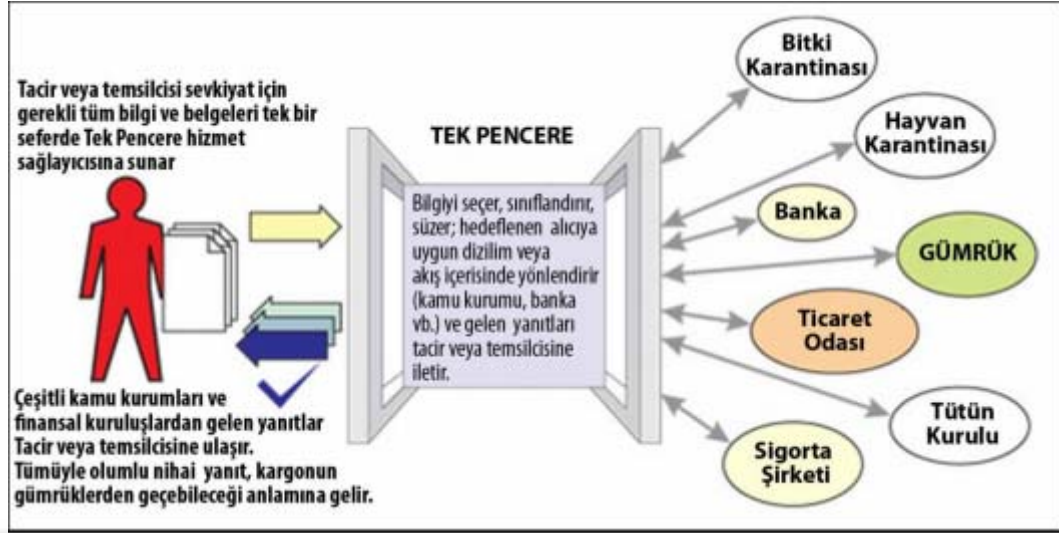 Tacir veya temsilcisi sevkiyat için
gerekli tüm bilgi ve belgeleri tek bir
seferde Tek Pencere hizmet
sağlayıcısına sunar
Çeşitli kamu kurumları ve
finansal kuruluşlardan gelen yanıtlar
Tacir veya temsilcisine ulaşır.
Tümüyle olumlu nihai yanıt, kargonun
gümrüklerden geçebileceği anlamına gelir.
TEK PENCERE
Bilgiyi seçer, sınıflandırır,
süzer; hedeflenen alıcıya
uygun dizilim veya
akış içerisinde yönlendirir
(kamu kurumu, banka
vb.) ve gelen yanıtları
tacir veya temsilcisine
iletir.
Bitki
Karantinası
Hayvan
Karantinası
Banka
GÜMRÜK
Ticaret
Odası
Tütün
Kurulu
Sigorta
Şirketi